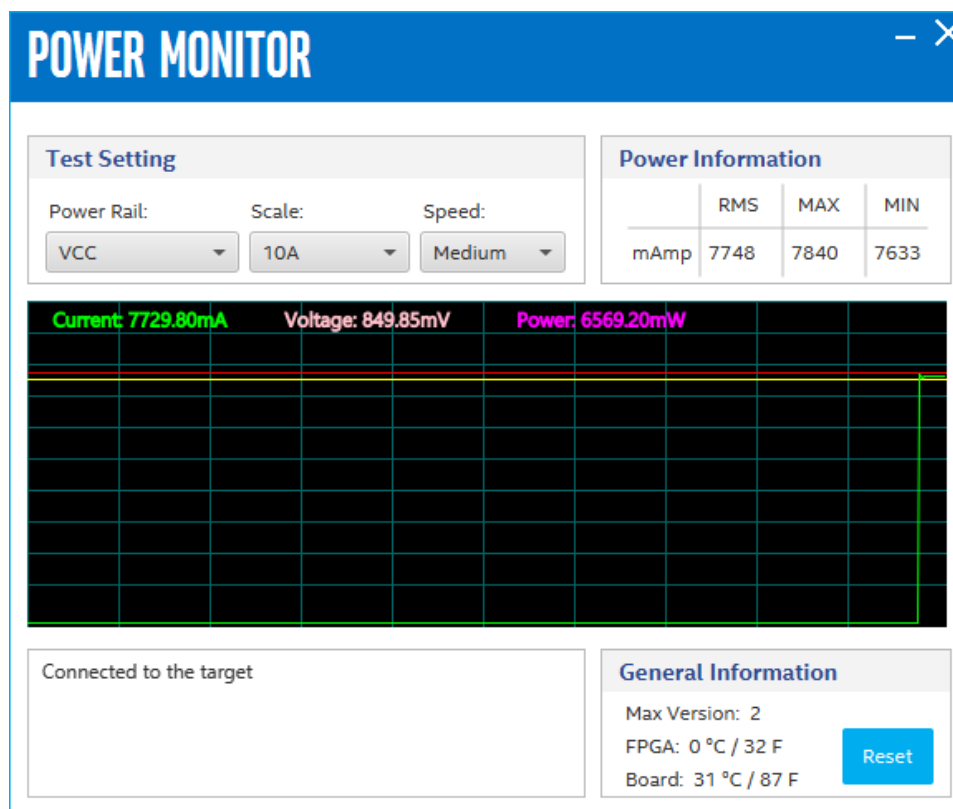 POWER MONITOR
Test Setting
Power Rail: Scale: Speed:
VCC 10A Medium
Power Information
RMS MAX MIN
mAmp 7748 7840 7633
Current: 7729.80mA Voltage: 849.85mV Power: 6569.20mW
Connected to the target
General Information
Max Version: 2
FPGA: 0 °C / 32 F
Board: 31 °C / 87 F
Reset